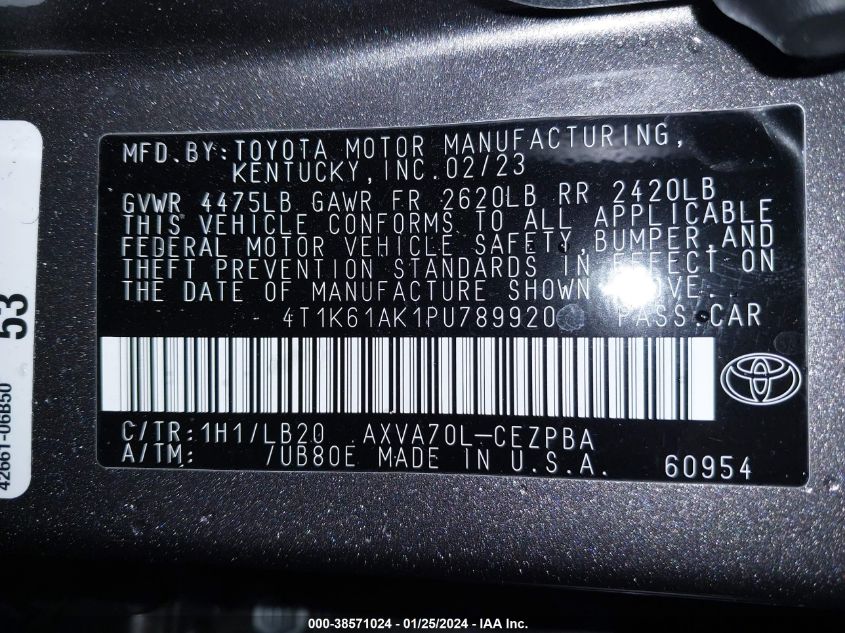 MFD. BY: TOYOTA MOTOR MANUFACTURING,
KENTUCKY, INC. 02/23
GVWR 4475LB GAWR FR 2620LB RR 2420LB
THIS VEHICLE CONFORMS TO ALL APPLICABLE
FEDERAL MOTOR VEHICLE SAFETY, BUMPER, AND
THEFT PREVENTION STANDARDS IN EFFECT ON
THE DATE OF MANUFACTURE SHOWN ABOVE.
4T1K61AK1PU789920 PASS. CAR
C/TR: 1H1/LB20 AXVA70L-CEZPBA
A/TM: /UB80E MADE IN U.S.A. 60954
53
42661-06B50
000-38571024 - 01/25/2024 - IAA Inc.